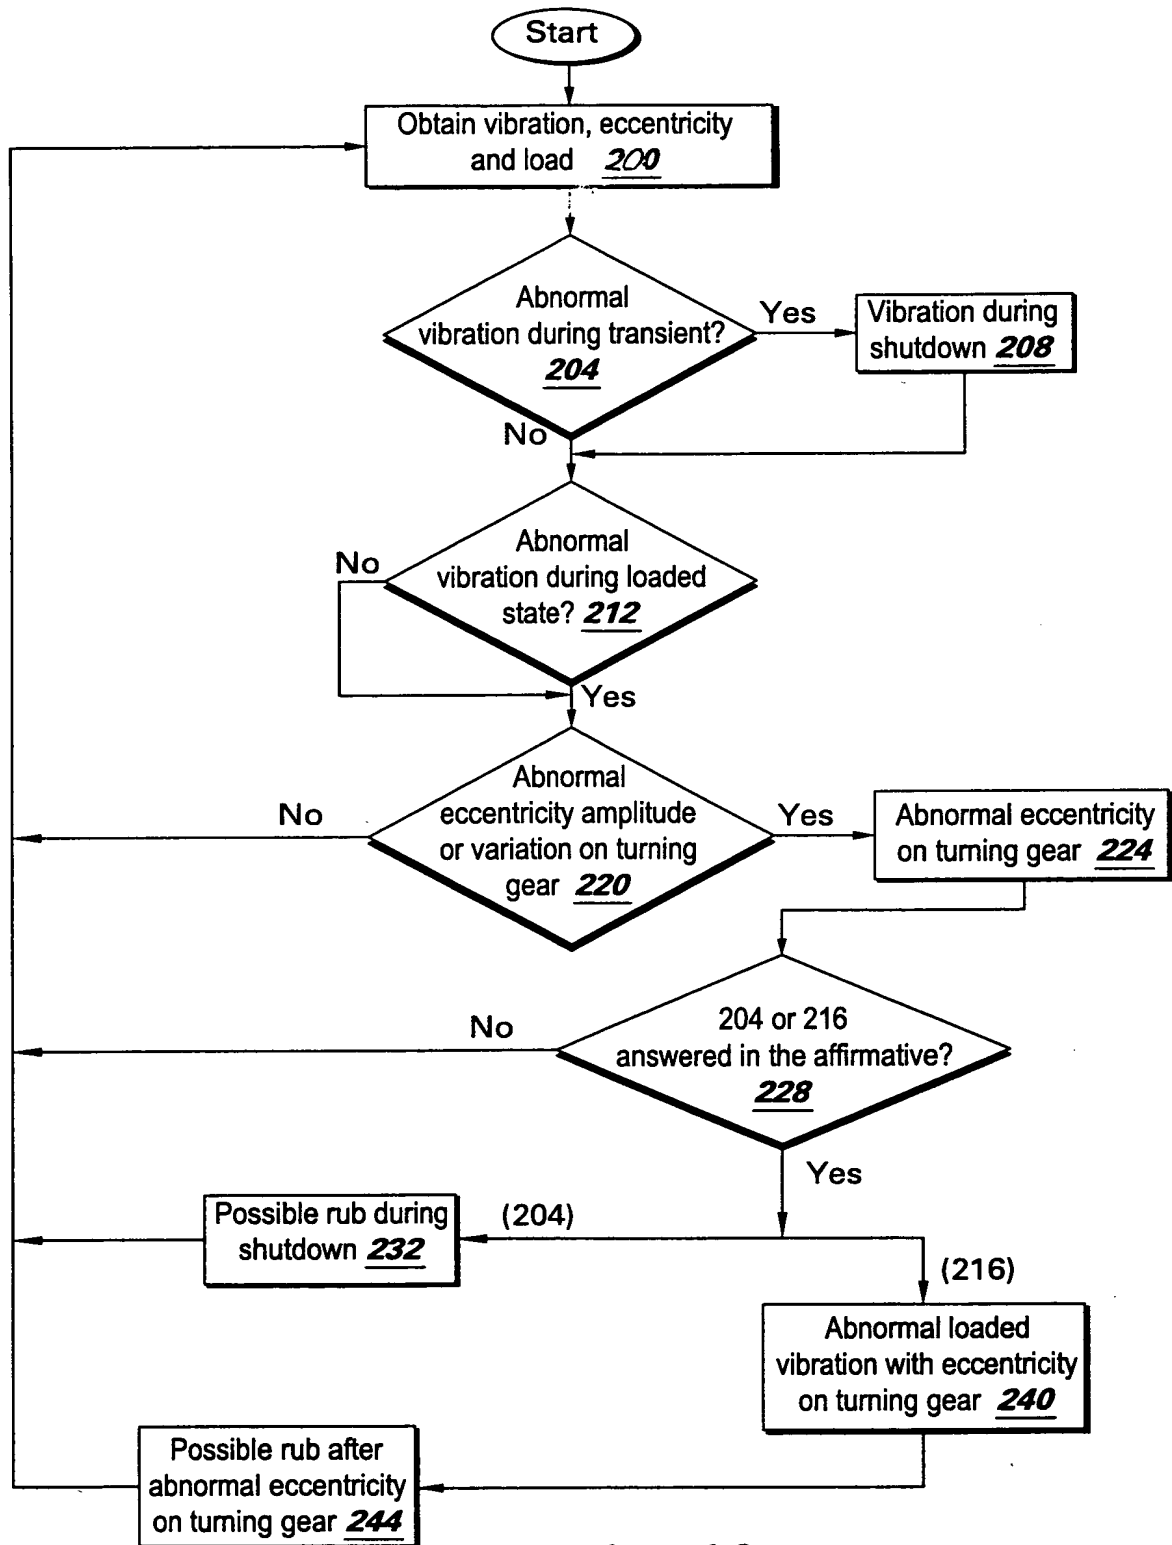 Start
Obtain vibration, eccentricity
and load 200
Abnormal
vibration during transient?
204
Yes
Vibration during
shutdown 208
No
Abnormal
vibration during loaded
state? 212
No
Yes
Abnormal
eccentricity amplitude
or variation on turning
gear 220
No
Yes
Abnormal eccentricity
on turning gear 224
204 or 216
answered in the affirmative?
228
No
Yes
(204)
Possible rub during
shutdown 232
(216)
Abnormal loaded
vibration with eccentricity
on turning gear 240
Possible rub after
abnormal eccentricity
on turning gear 244